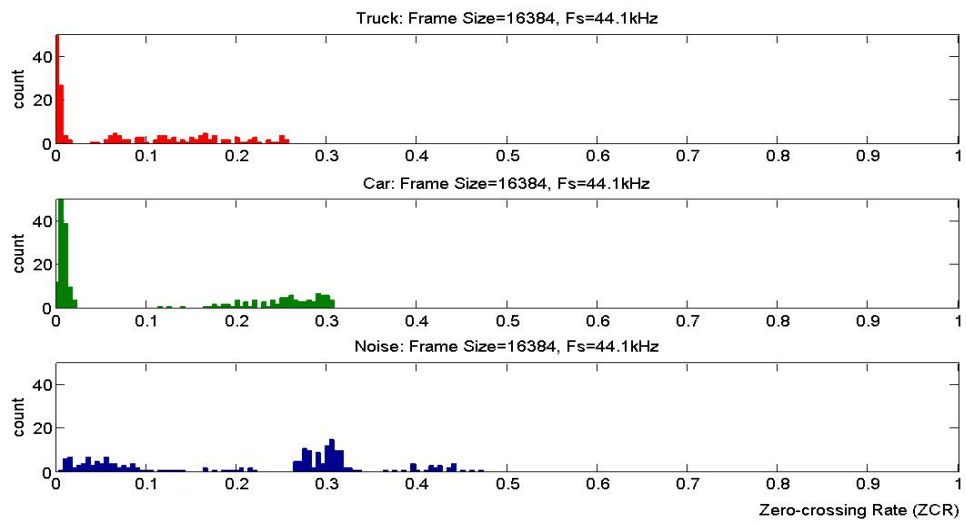 Truck: Frame Size=16384, Fs=44.1kHz
40
20
0
count
0 0.1 0.2 0.3 0.4 0.5 0.6 0.7 0.8 0.9 1
Car: Frame Size=16384, Fs=44.1kHz
40
20
0
count
0 0.1 0.2 0.3 0.4 0.5 0.6 0.7 0.8 0.9 1
Noise: Frame Size=16384, Fs=44.1kHz
40
20
0
count
0 0.1 0.2 0.3 0.4 0.5 0.6 0.7 0.8 0.9 1
Zero-crossing Rate (ZCR)